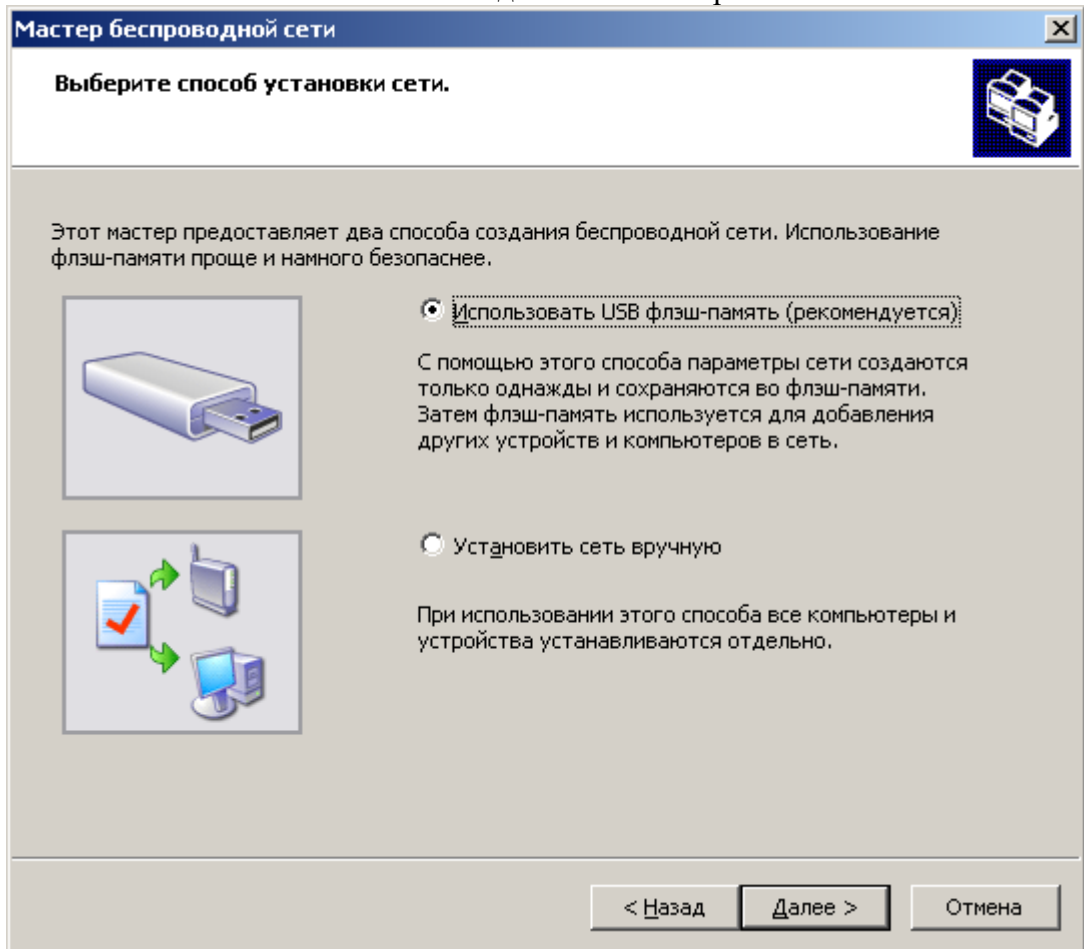 Мастер беспроводной сети
Выберите способ установки сети.
Этот мастер предоставляет два способа создания беспроводной сети. Использование
флэш-памяти проще и намного безопаснее.
Использовать USB флэш-память (рекомендуется)
С помощью этого способа параметры сети создаются
только однажды и сохраняются во флэш-памяти.
Затем флэш-память используется для добавления
других устройств и компьютеров в сеть.
Установить сеть вручную
При использовании этого способа все компьютеры и
устройства устанавливаются отдельно.
< Назад
Далее >
Отмена